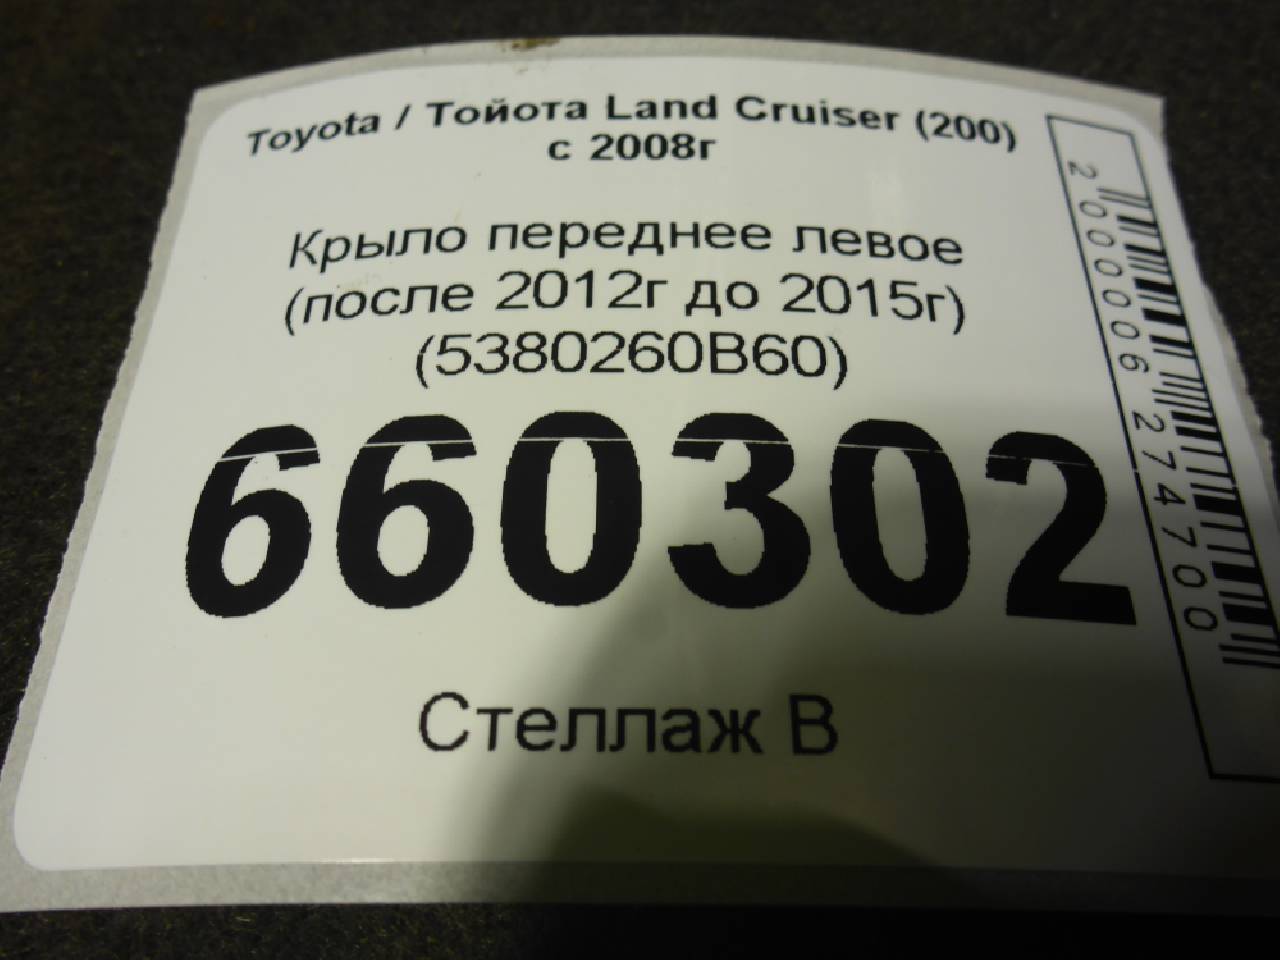 Toyota / Тойота Land Cruiser (200)
с 2008г
Крыло переднее левое
(после 2012г до 2015г)
(5380260B60)
660302
Стеллаж В
2000006274700